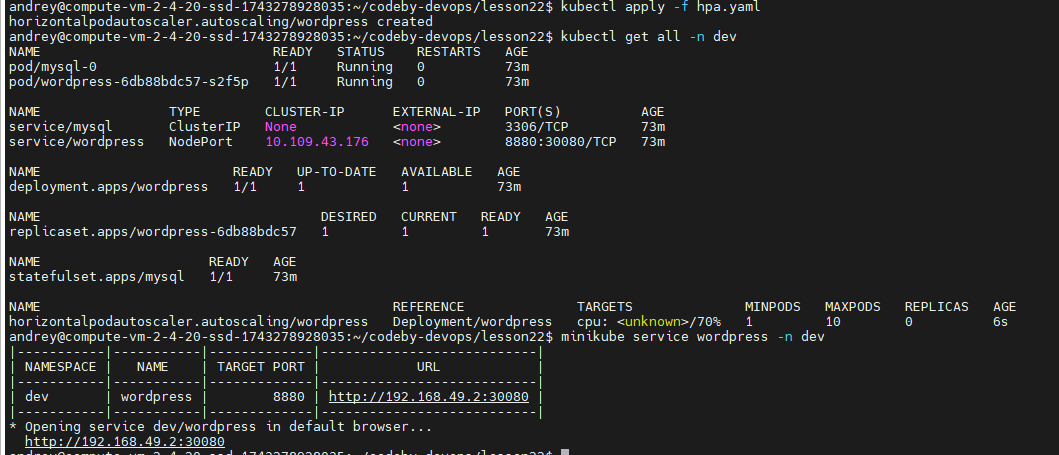 andrey@compute-vm-2-4-20-ssd-1743278928035:~/codeby-devops/lesson22$ kubectl apply -f hpa.yaml
horizontalpodautoscaler.autoscaling/wordpress created
andrey@compute-vm-2-4-20-ssd-1743278928035:~/codeby-devops/lesson22$ kubectl get all -n dev
NAME                             READY   STATUS    RESTARTS   AGE
pod/mysql-0                      1/1     Running   0          73m
pod/wordpress-6db88bdc57-s2f5p   1/1     Running   0          73m

NAME                TYPE        CLUSTER-IP      EXTERNAL-IP   PORT(S)          AGE
service/mysql       ClusterIP   None            <none>        3306/TCP         73m
service/wordpress   NodePort    10.109.43.176   <none>        8880:30080/TCP   73m

NAME                        READY   UP-TO-DATE   AVAILABLE   AGE
deployment.apps/wordpress   1/1     1            1           73m

NAME                                   DESIRED   CURRENT   READY   AGE
replicaset.apps/wordpress-6db88bdc57   1         1         1       73m

NAME                     READY   AGE
statefulset.apps/mysql   1/1     73m

NAME                                            REFERENCE              TARGETS              MINPODS   MAXPODS   REPLICAS   AGE
horizontalpodautoscaler.autoscaling/wordpress   Deployment/wordpress   cpu: <unknown>/70%   1         10        0          6s
andrey@compute-vm-2-4-20-ssd-1743278928035:~/codeby-devops/lesson22$ minikube service wordpress -n dev
|-----------|-----------|-------------|---------------------------|
| NAMESPACE |   NAME    | TARGET PORT |            URL            |
|-----------|-----------|-------------|---------------------------|
| dev       | wordpress |        8880 | http://192.168.49.2:30080 |
|-----------|-----------|-------------|---------------------------|
* Opening service dev/wordpress in default browser...
  http://192.168.49.2:30080
andrey@compute-vm-2-4-20-ssd-1743278928035:~/codeby-devops/lesson22$